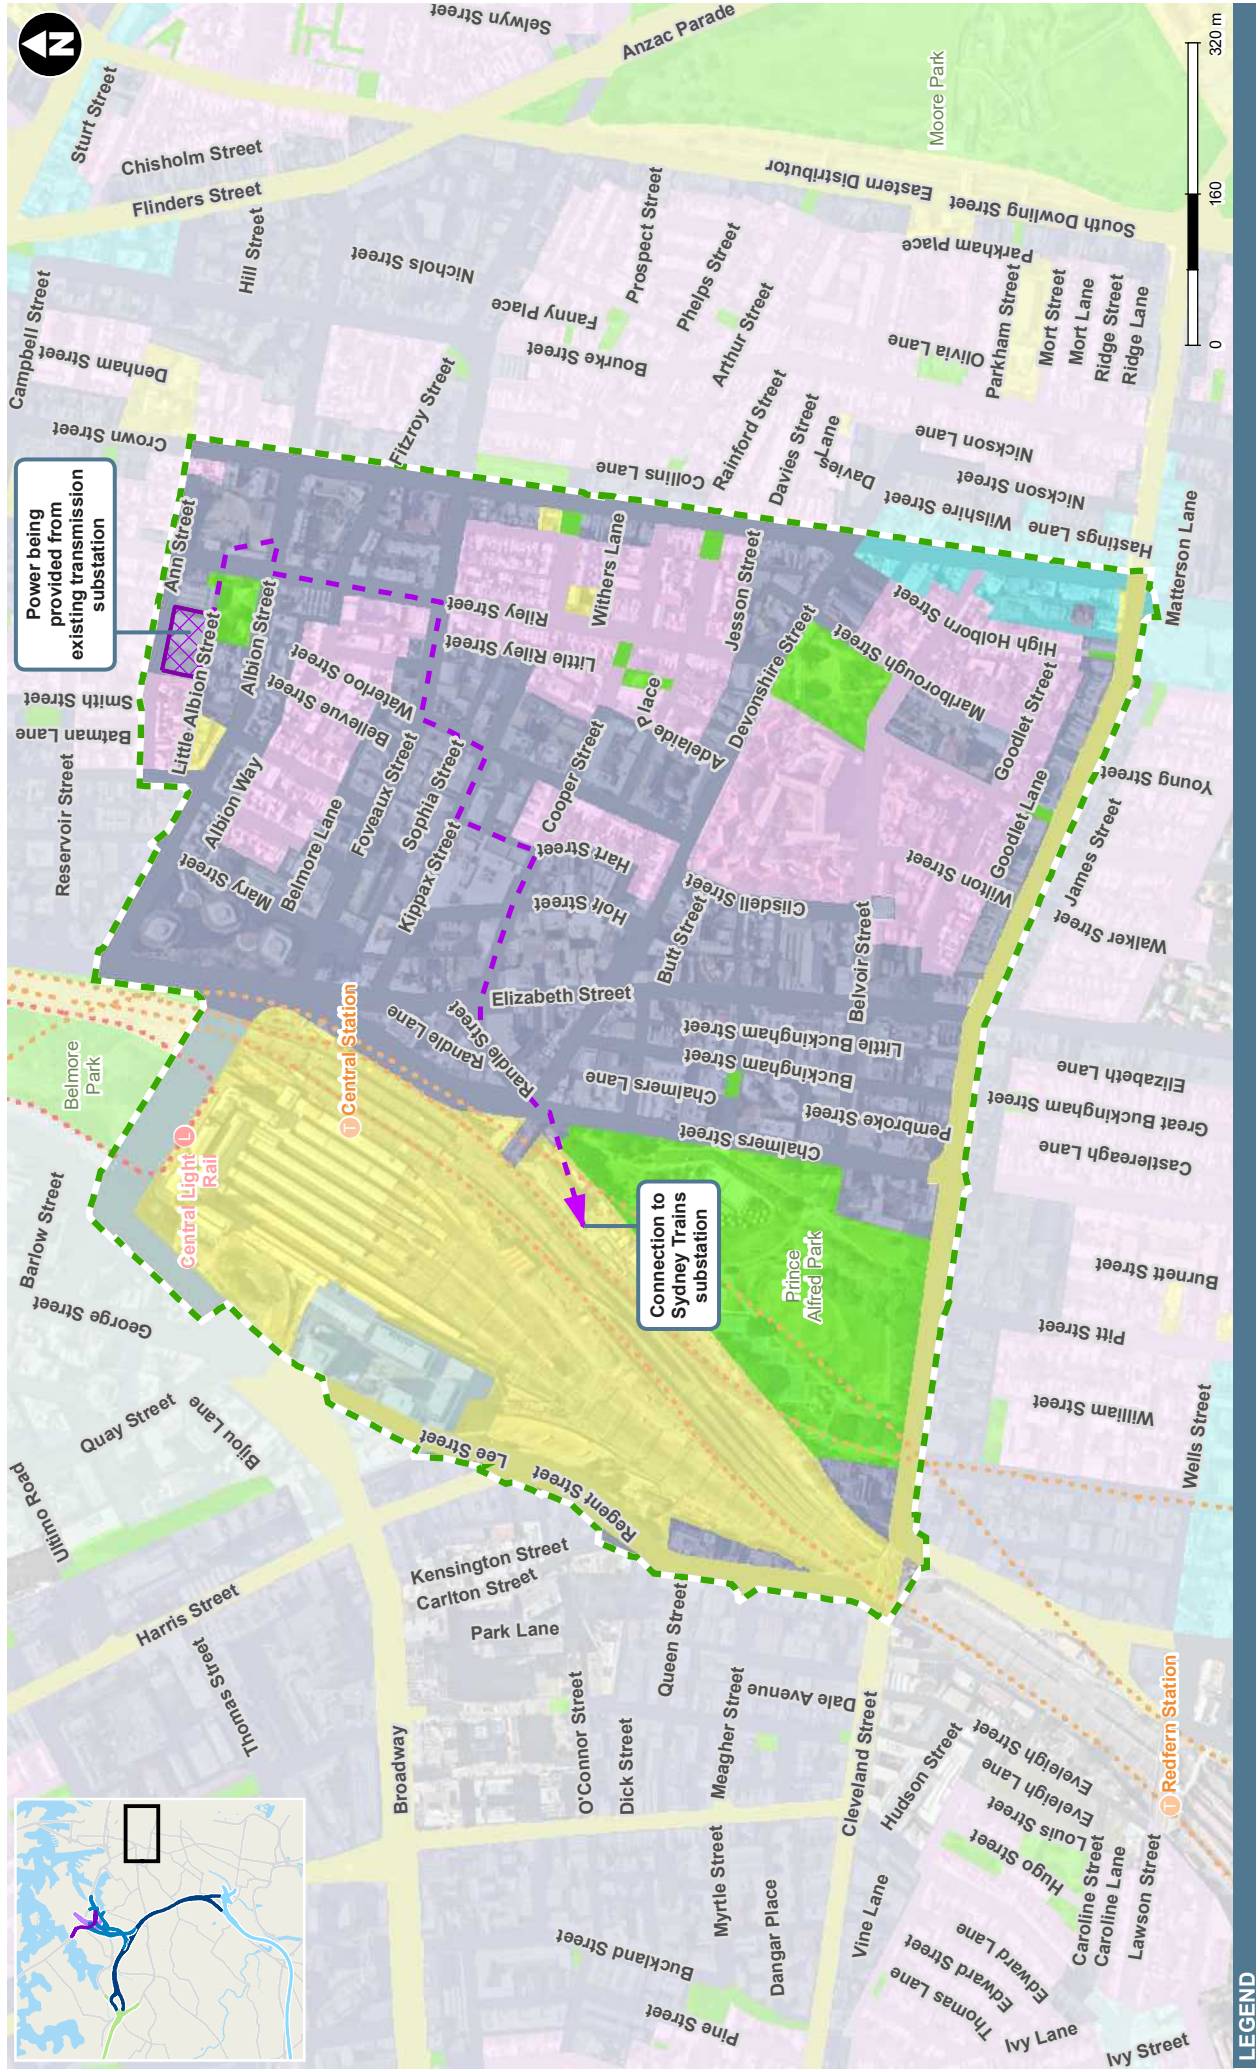 N
Selwyn Street
Anzac Parade
Sturt Street
Chisholm Street
Flinders Street
Moore Park
320 m
160
0
Eastern Distributor
South Dowling Street
Prospect Street
Parkham Place
Hill Street
Nichols Street
Phelps Street
Fanny Place
Campbell Street
Denham Street
Bourke Street
Arthur Street
Olivia Lane
Parkham Street
Mort Street
Mort Lane
Ridge Street
Ridge Lane
Crown Street
Fitzroy Street
Collins Lane
Rainford Street
Davies Street
Davies Lane
Nickson Lane
Nickson Street
Wilshire Street
Hastings Lane
Matterson Lane
Power being
provided from
existing transmission
substation
Ann Street
Withers Lane
Jesson Street
Riley Street
Little Riley Street
Devonshire Street
High Holborn Street
Marlborough Street
Albion Street
Little Albion Street
Smith Street
Batman Lane
Reservoir Street
Waterloo Street
Bellevue Street
Adelaide Place
Goodlet Street
Young Street
Albion Way
Foveaux Street
Sophia Street
Cooper Street
Goodlet Lane
James Street
Mary Street
Belmore Lane
Kippax Street
Hart Street
Holt Street
Clisdell Street
Wilton Street
Walker Street
Butt Street
Belvoir Street
Elizabeth Street
Central Station
T
Randle Lane
Randle Street
Little Buckingham Street
Buckingham Street
Chalmers Lane
Chalmers Street
Pembroke Street
Elizabeth Lane
Great Buckingham Street
Castlereagh Lane
Belmore
Park
Central Light
Rail
L
Connection to
Sydney Trains
substation
Prince
Alfred Park
Burnett Street
Pitt Street
William Street
Wells Street
Barlow Street
George Street
Quay Street
Bijou Lane
Ultimo Road
Lee Street
Regent Street
Harris Street
Thomas Street
Kensington Street
Carlton Street
Park Lane
Queen Street
Broadway
O'Connor Street
Dick Street
Meagher Street
Dale Avenue
Cleveland Street
Hudson Street
Eveleigh Street
Eveleigh Lane
Louis Street
Hugo Street
T
Redfern Station
Caroline Street
Caroline Lane
Lawson Street
Myrtle Street
Dangar Place
Vine Lane
Buckland Street
Pine Street
Edward Lane
Edward Street
Thomas Lane
Ivy Lane
Ivy Street
LEGEND